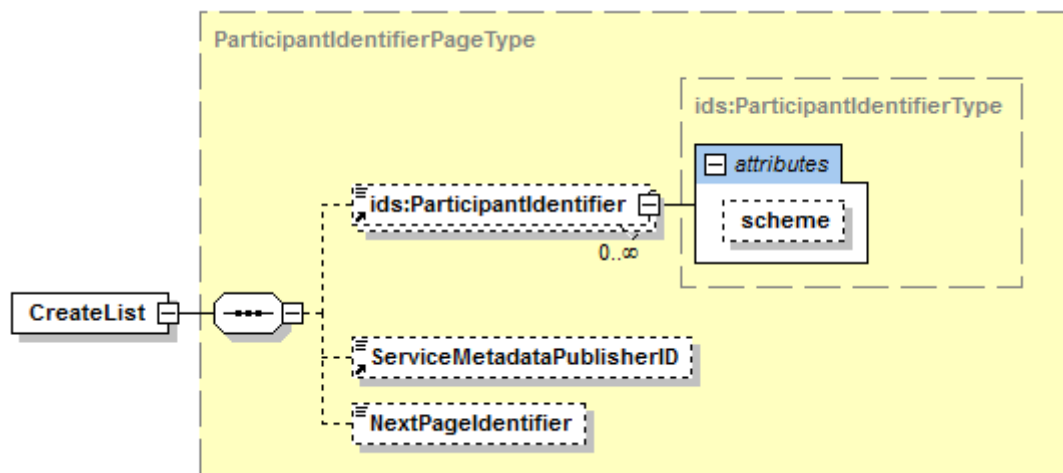 ParticipantIdentifierPageType
ids:ParticipantIdentifierType
attributes
ids:ParticipantIdentifier
scheme
0..∞
CreateList
ServiceMetadataPublisherID
NextPageIdentifier